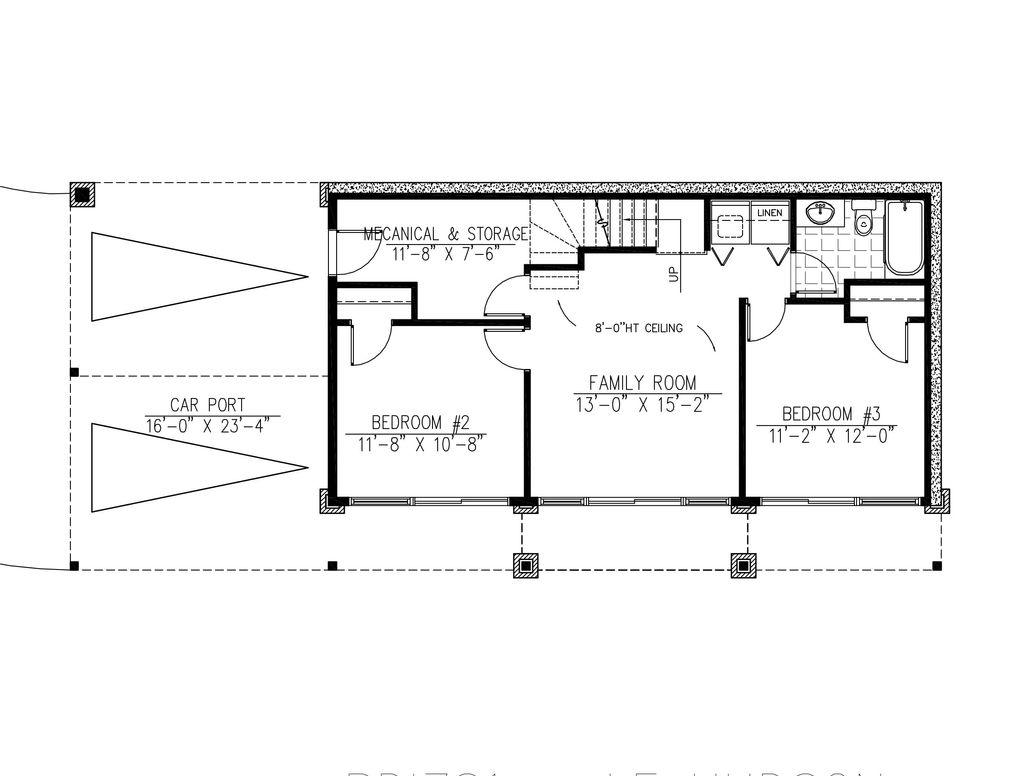 LINEN
MECANICAL & STORAGE
11'-8" X 7'-6"
UP
8'-0"HT CEILING
FAMILY ROOM
13'-0" X 15'-2"
CAR PORT
16'-0" X 23'-4"
BEDROOM #2
11'-8" X 10'-8"
BEDROOM #3
11'-2" X 12'-0"